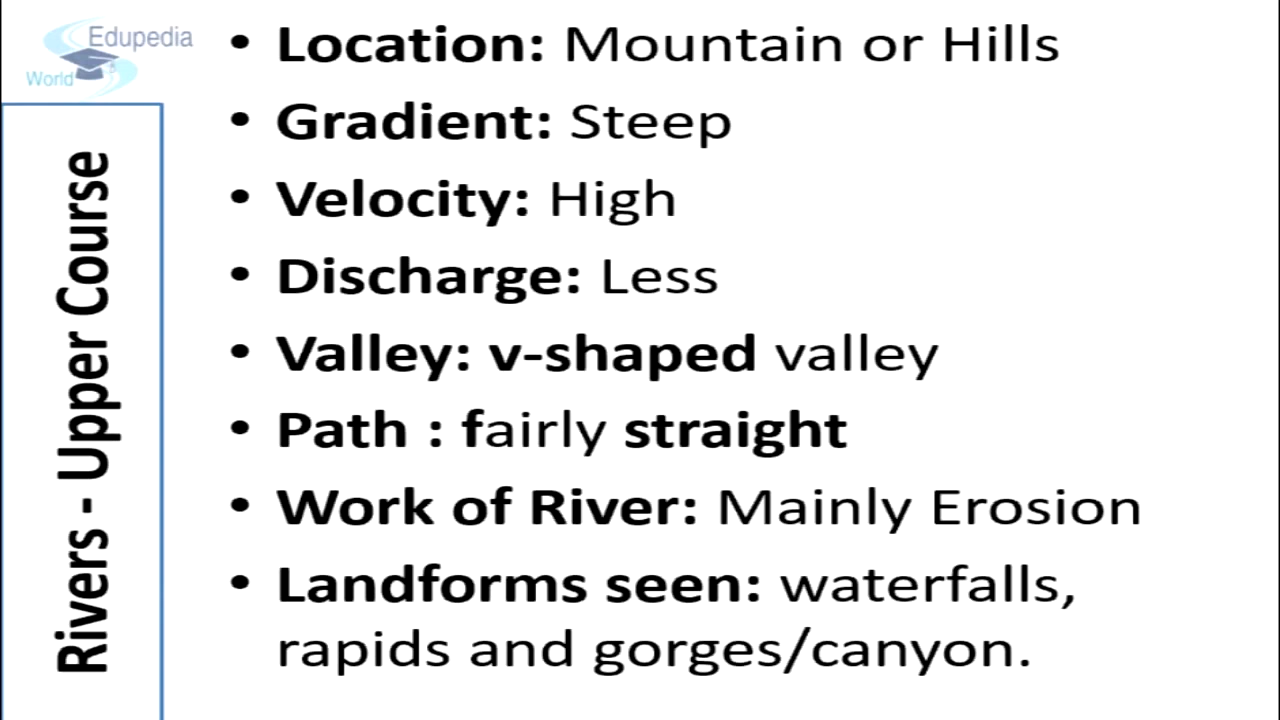 Edupedia
World
Rivers - Upper Course
• Location: Mountain or Hills
• Gradient: Steep
• Velocity: High
• Discharge: Less
• Valley: v-shaped valley
• Path : fairly straight
• Work of River: Mainly Erosion
• Landforms seen: waterfalls,
rapids and gorges/canyon.